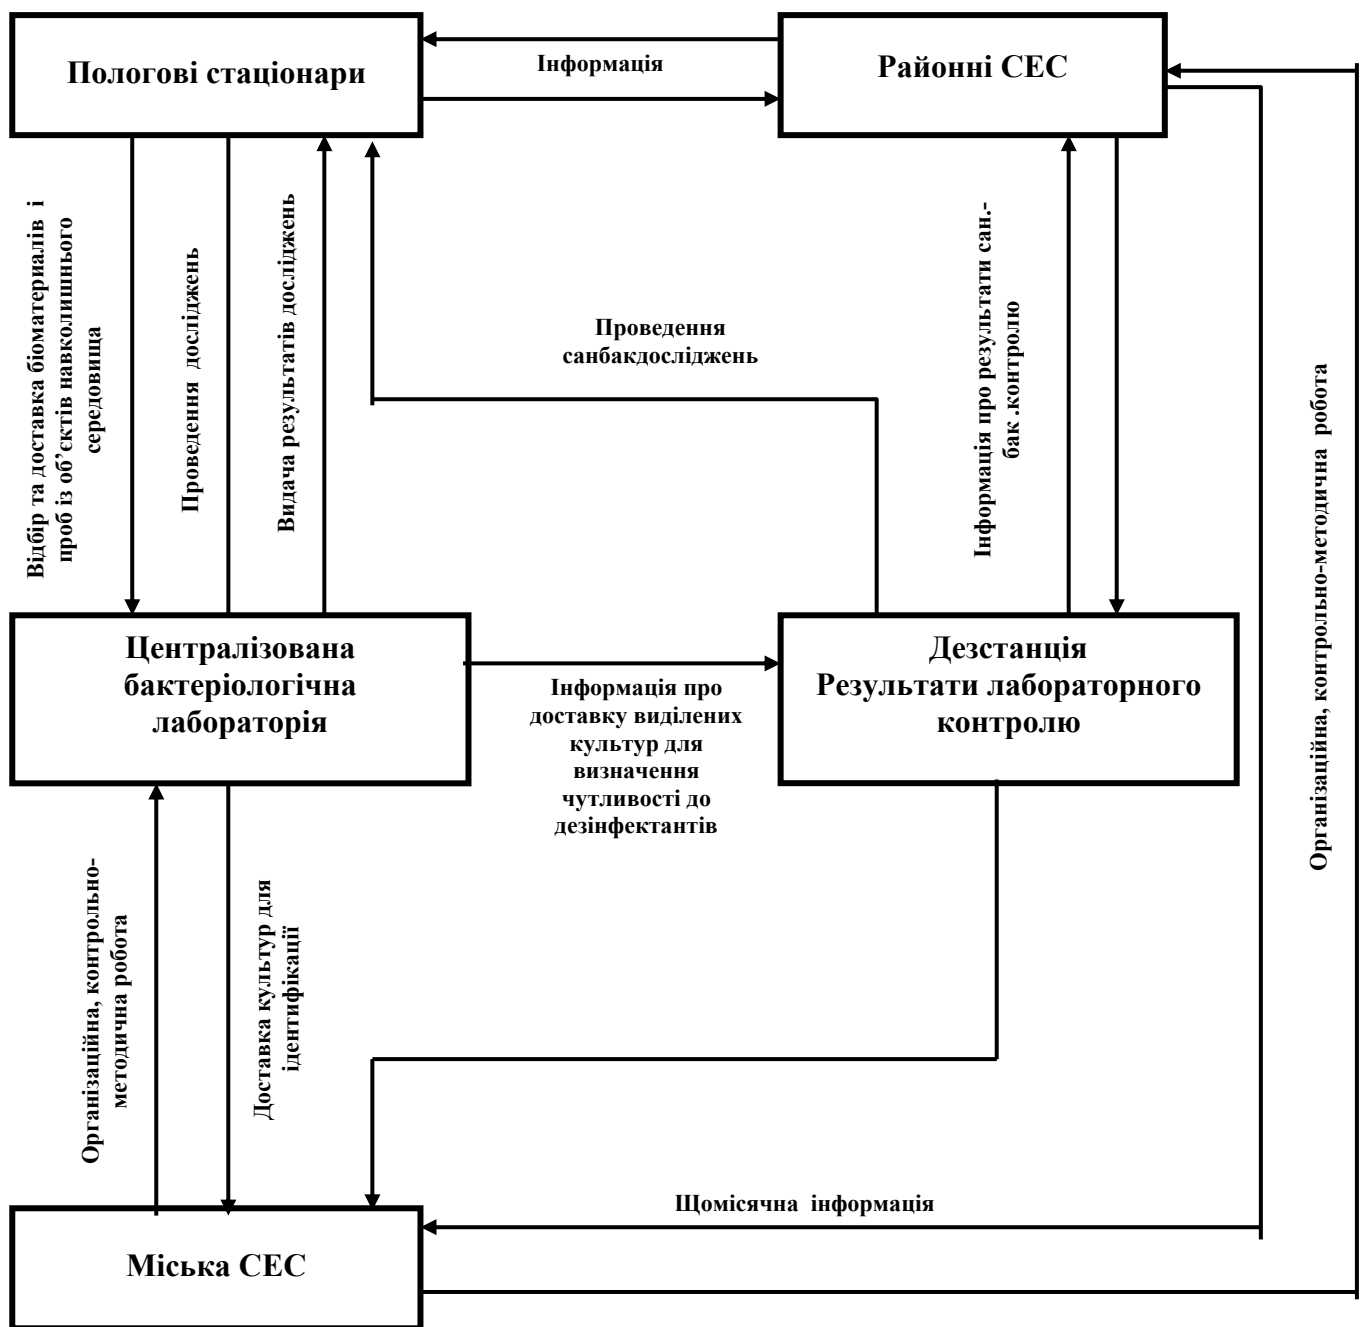 Пологові стаціонари
Інформація
Районні СЕС
Відбір та доставка біоматериалів і
проб із об’єктів навколишнього
середовища
Проведення досліджень
Видача результатів досліджень
Проведення
санбакдосліджень
Інформація про результати сан.-
бак .контролю
Організаційна, контрольно-методична робота
Централізована
бактеріологічна
лабораторія
Інформація про
доставку виділених
культур для
визначення
чутливості до
дезінфектантів
Дезстанція
Результати лабораторного
контролю
Організаційна, контрольно-
методична робота
Доставка культур для
ідентифікації
Щомісячна інформація
Міська СЕС